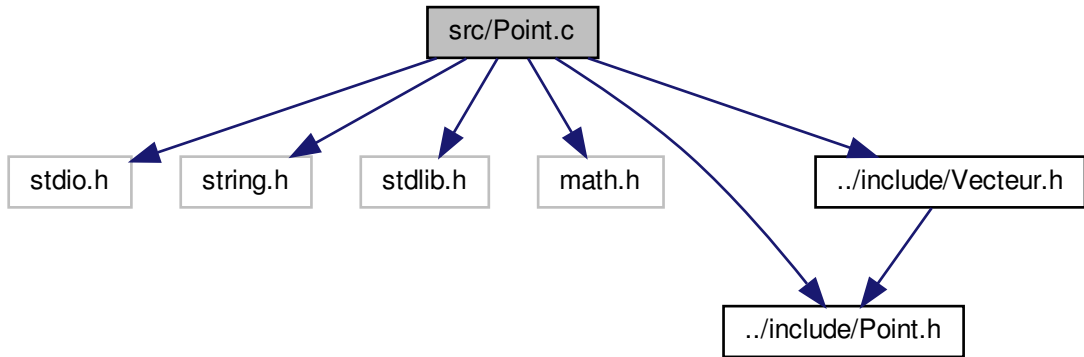 src/Point.c
stdio.h
string.h
stdlib.h
math.h
../include/Vecteur.h
../include/Point.h